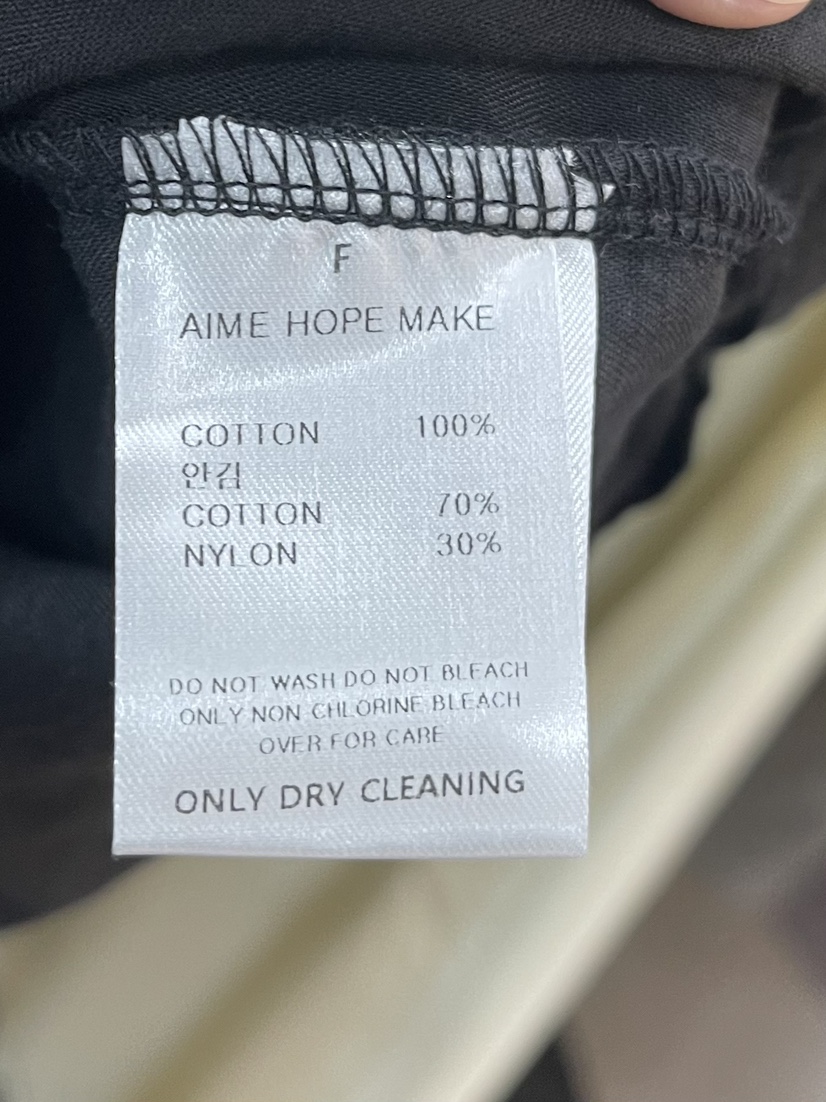 F
AIME HOPE MAKE
COTTON 100%
안감
COTTON 70%
NYLON 30%
DO NOT WASH DO NOT BLEACH
ONLY NON CHLORINE BLEACH
OVER FOR CARE
ONLY DRY CLEANING